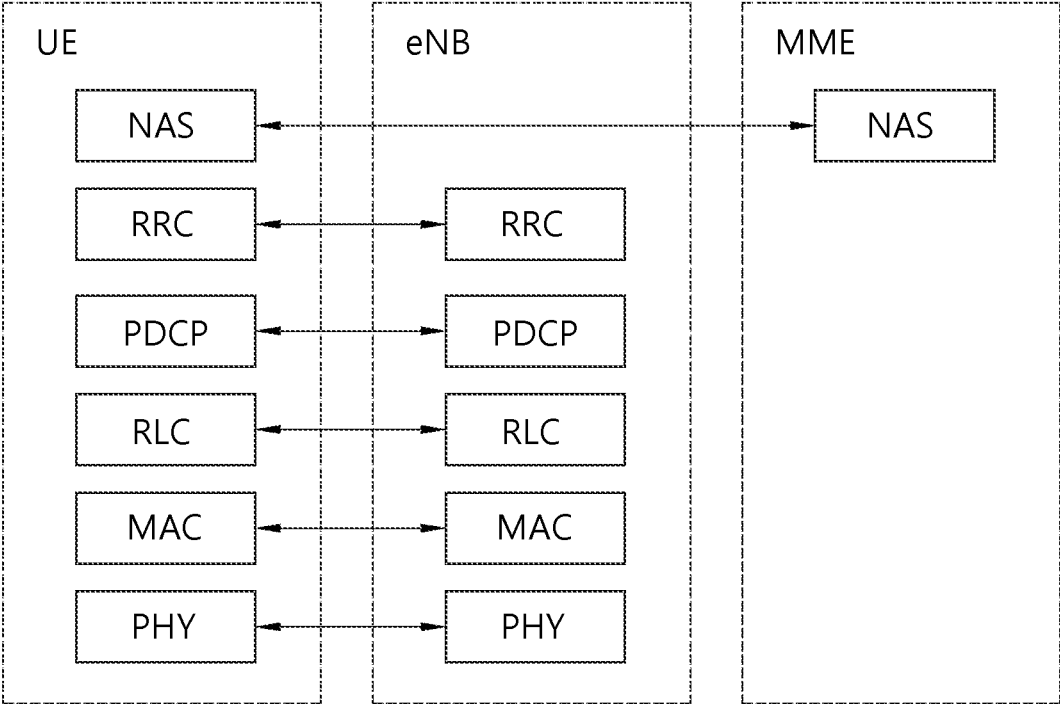 UE eNB MME
NAS NAS
RRC RRC
PDCP PDCP
RLC RLC
MAC MAC
PHY PHY